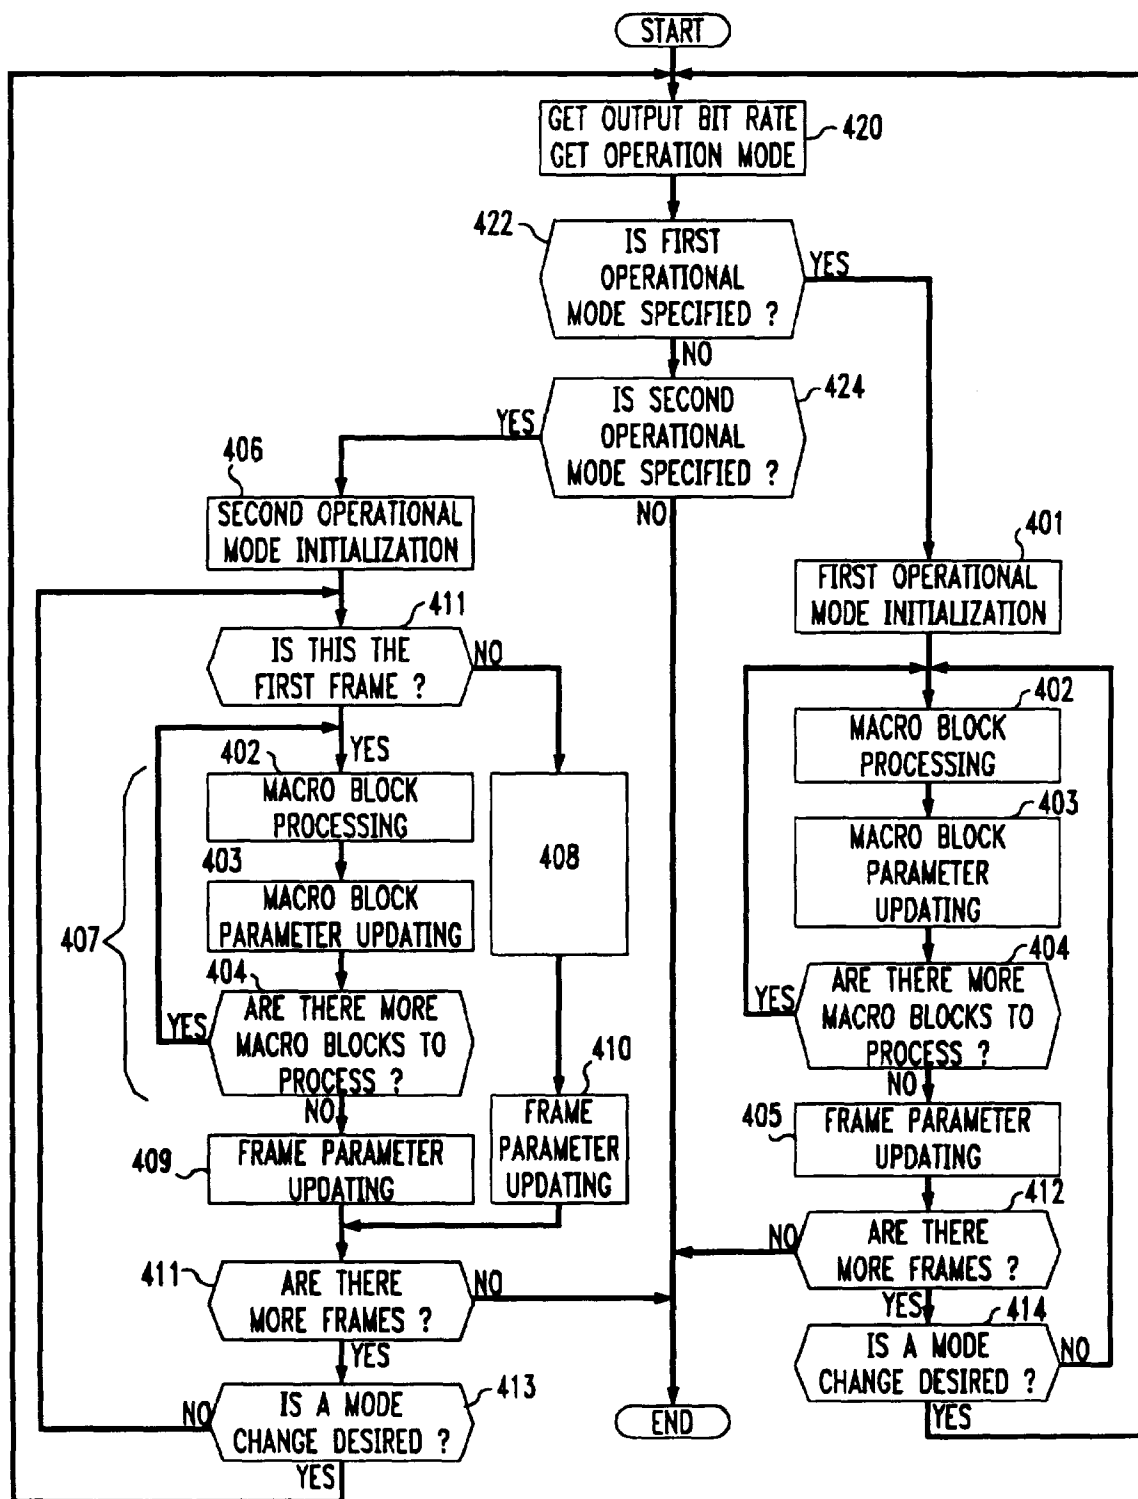 START
GET OUTPUT BIT RATE
GET OPERATION MODE
420
422
IS FIRST
OPERATIONAL
MODE SPECIFIED ?
YES
NO
424
IS SECOND
OPERATIONAL
MODE SPECIFIED ?
YES
NO
406
SECOND OPERATIONAL
MODE INITIALIZATION
401
FIRST OPERATIONAL
MODE INITIALIZATION
411
IS THIS THE
FIRST FRAME ?
NO
YES
407
402
MACRO BLOCK
PROCESSING
403
MACRO BLOCK
PARAMETER UPDATING
404
ARE THERE MORE
MACRO BLOCKS TO
PROCESS ?
YES
NO
409
FRAME PARAMETER
UPDATING
408
410
FRAME
PARAMETER
UPDATING
411
ARE THERE
MORE FRAMES ?
NO
YES
413
IS A MODE
CHANGE DESIRED ?
NO
YES
402
MACRO BLOCK
PROCESSING
403
MACRO BLOCK
PARAMETER
UPDATING
404
ARE THERE MORE
MACRO BLOCKS TO
PROCESS ?
YES
NO
405
FRAME PARAMETER
UPDATING
412
ARE THERE
MORE FRAMES ?
NO
YES
414
IS A MODE
CHANGE DESIRED ?
NO
YES
END